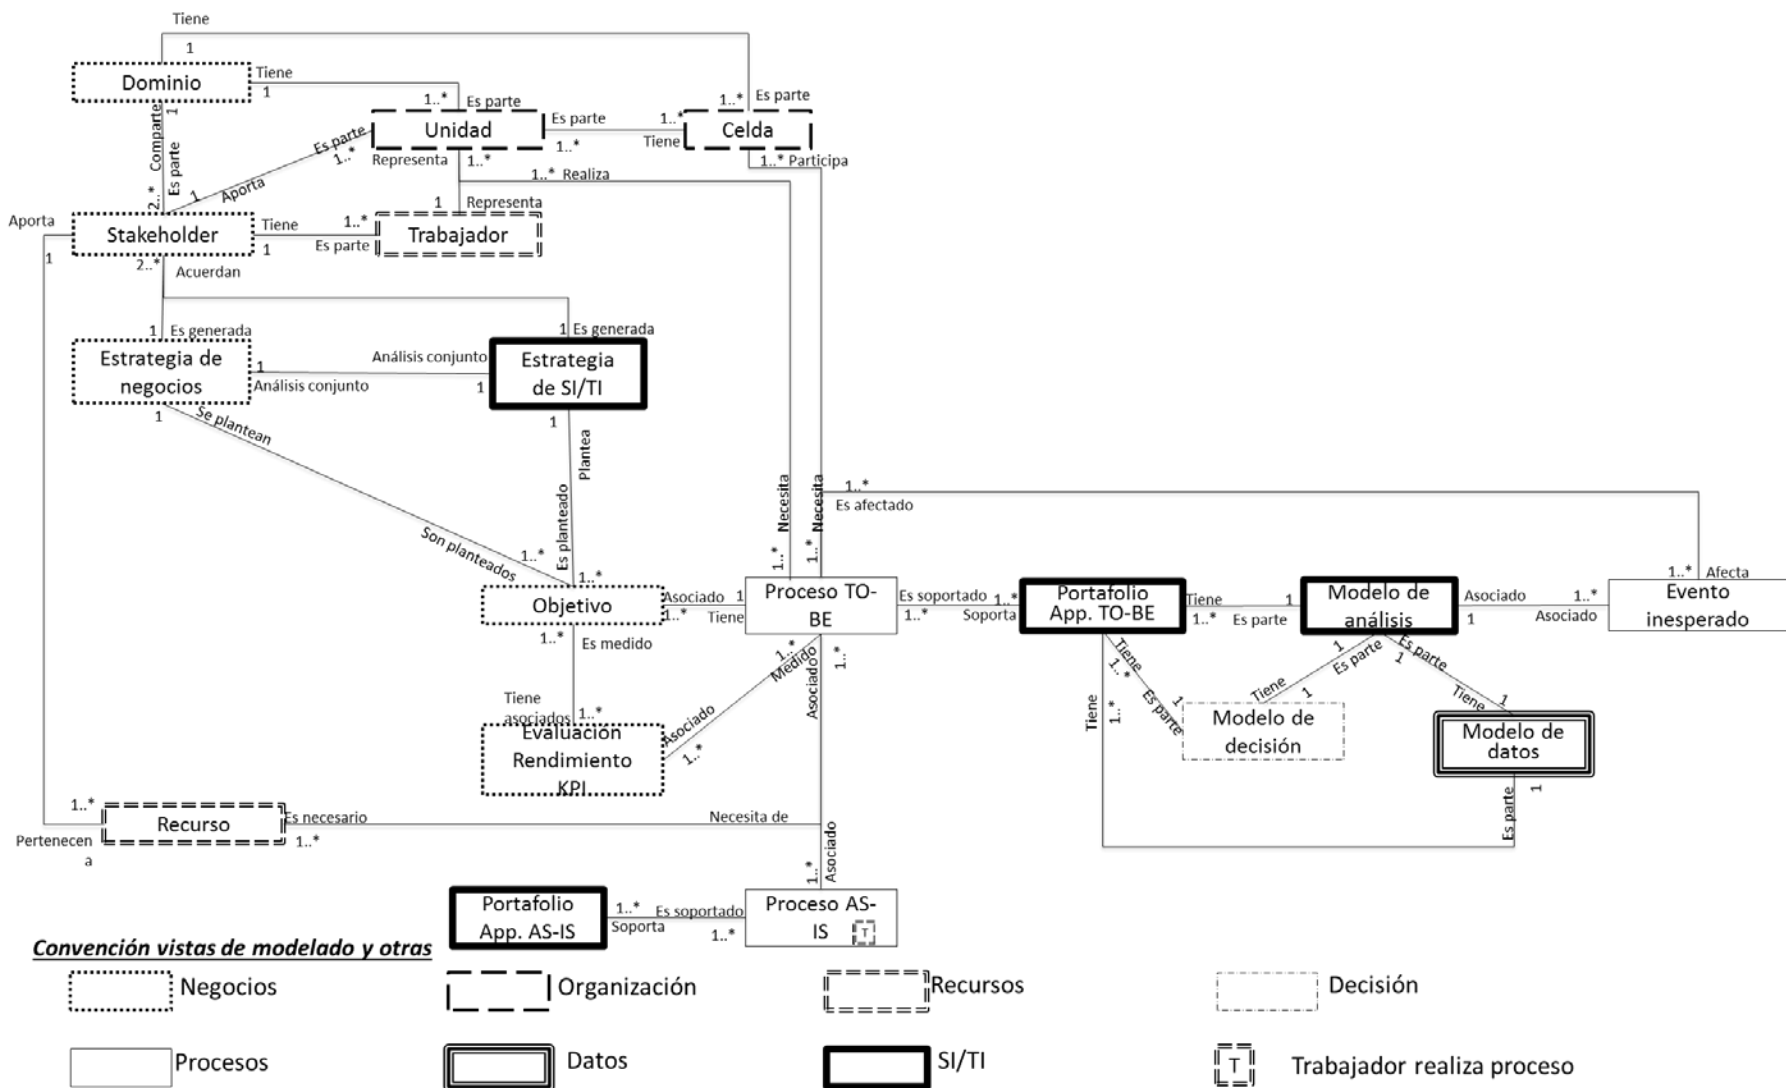 Tiene
1
Dominio
Tiene
1
1..*
Es parte
1..*
Es parte
1
Comparte
Es parte
2..*
Unidad
Es parte
1..*
1..*
Tiene
Celda
Es parte
1..*
1
Aporta
Representa
1..*
1..*
Realiza
1..*
Participa
1
Representa
Aporta
1
Stakeholder
Tiene
1
1..*
Es parte
Trabajador
2..*
Acuerdan
1
Es generada
1
Es generada
Estrategia de
negocios
1
Análisis conjunto
Análisis conjunto
1
Estrategia
de SI/TI
1
Se plantean
1
Plantea
Es planteado
Son planteados
1..*
1..*
Necesita
1..*
Necesita
1..*
1..*
Es afectado
1..*
Afecta
Objetivo
Asociado
1..*
1
Tiene
Proceso TO-
BE
Es soportado
1..*
1..*
Soporta
Portafolio
App. TO-BE
Tiene
1..*
1
Es parte
Modelo de
análisis
Asociado
1
1..*
Asociado
Evento
inesperado
1..*
Es medido
1..*
Medido
Asociado
1..*
Tiene
1..*
Es parte
1
Tiene
1..*
1
Es parte
Tiene
1
1
Es parte
Tiene
1
Tiene
asociados
1..*
Asociado
1..*
Evaluación
Rendimiento
KPI
Modelo de
decisión
Modelo de
datos
Es parte
1
1..*
Pertenecen
a
Recurso
Es necesario
1..*
Necesita de
Asociado
1..*
Portafolio
App. AS-IS
1..*
Es soportado
Soporta
1..*
Proceso AS-
IS
T
Convención vistas de modelado y otras
Negocios
Organización
Recursos
Decisión
Procesos
Datos
SI/TI
T
Trabajador realiza proceso